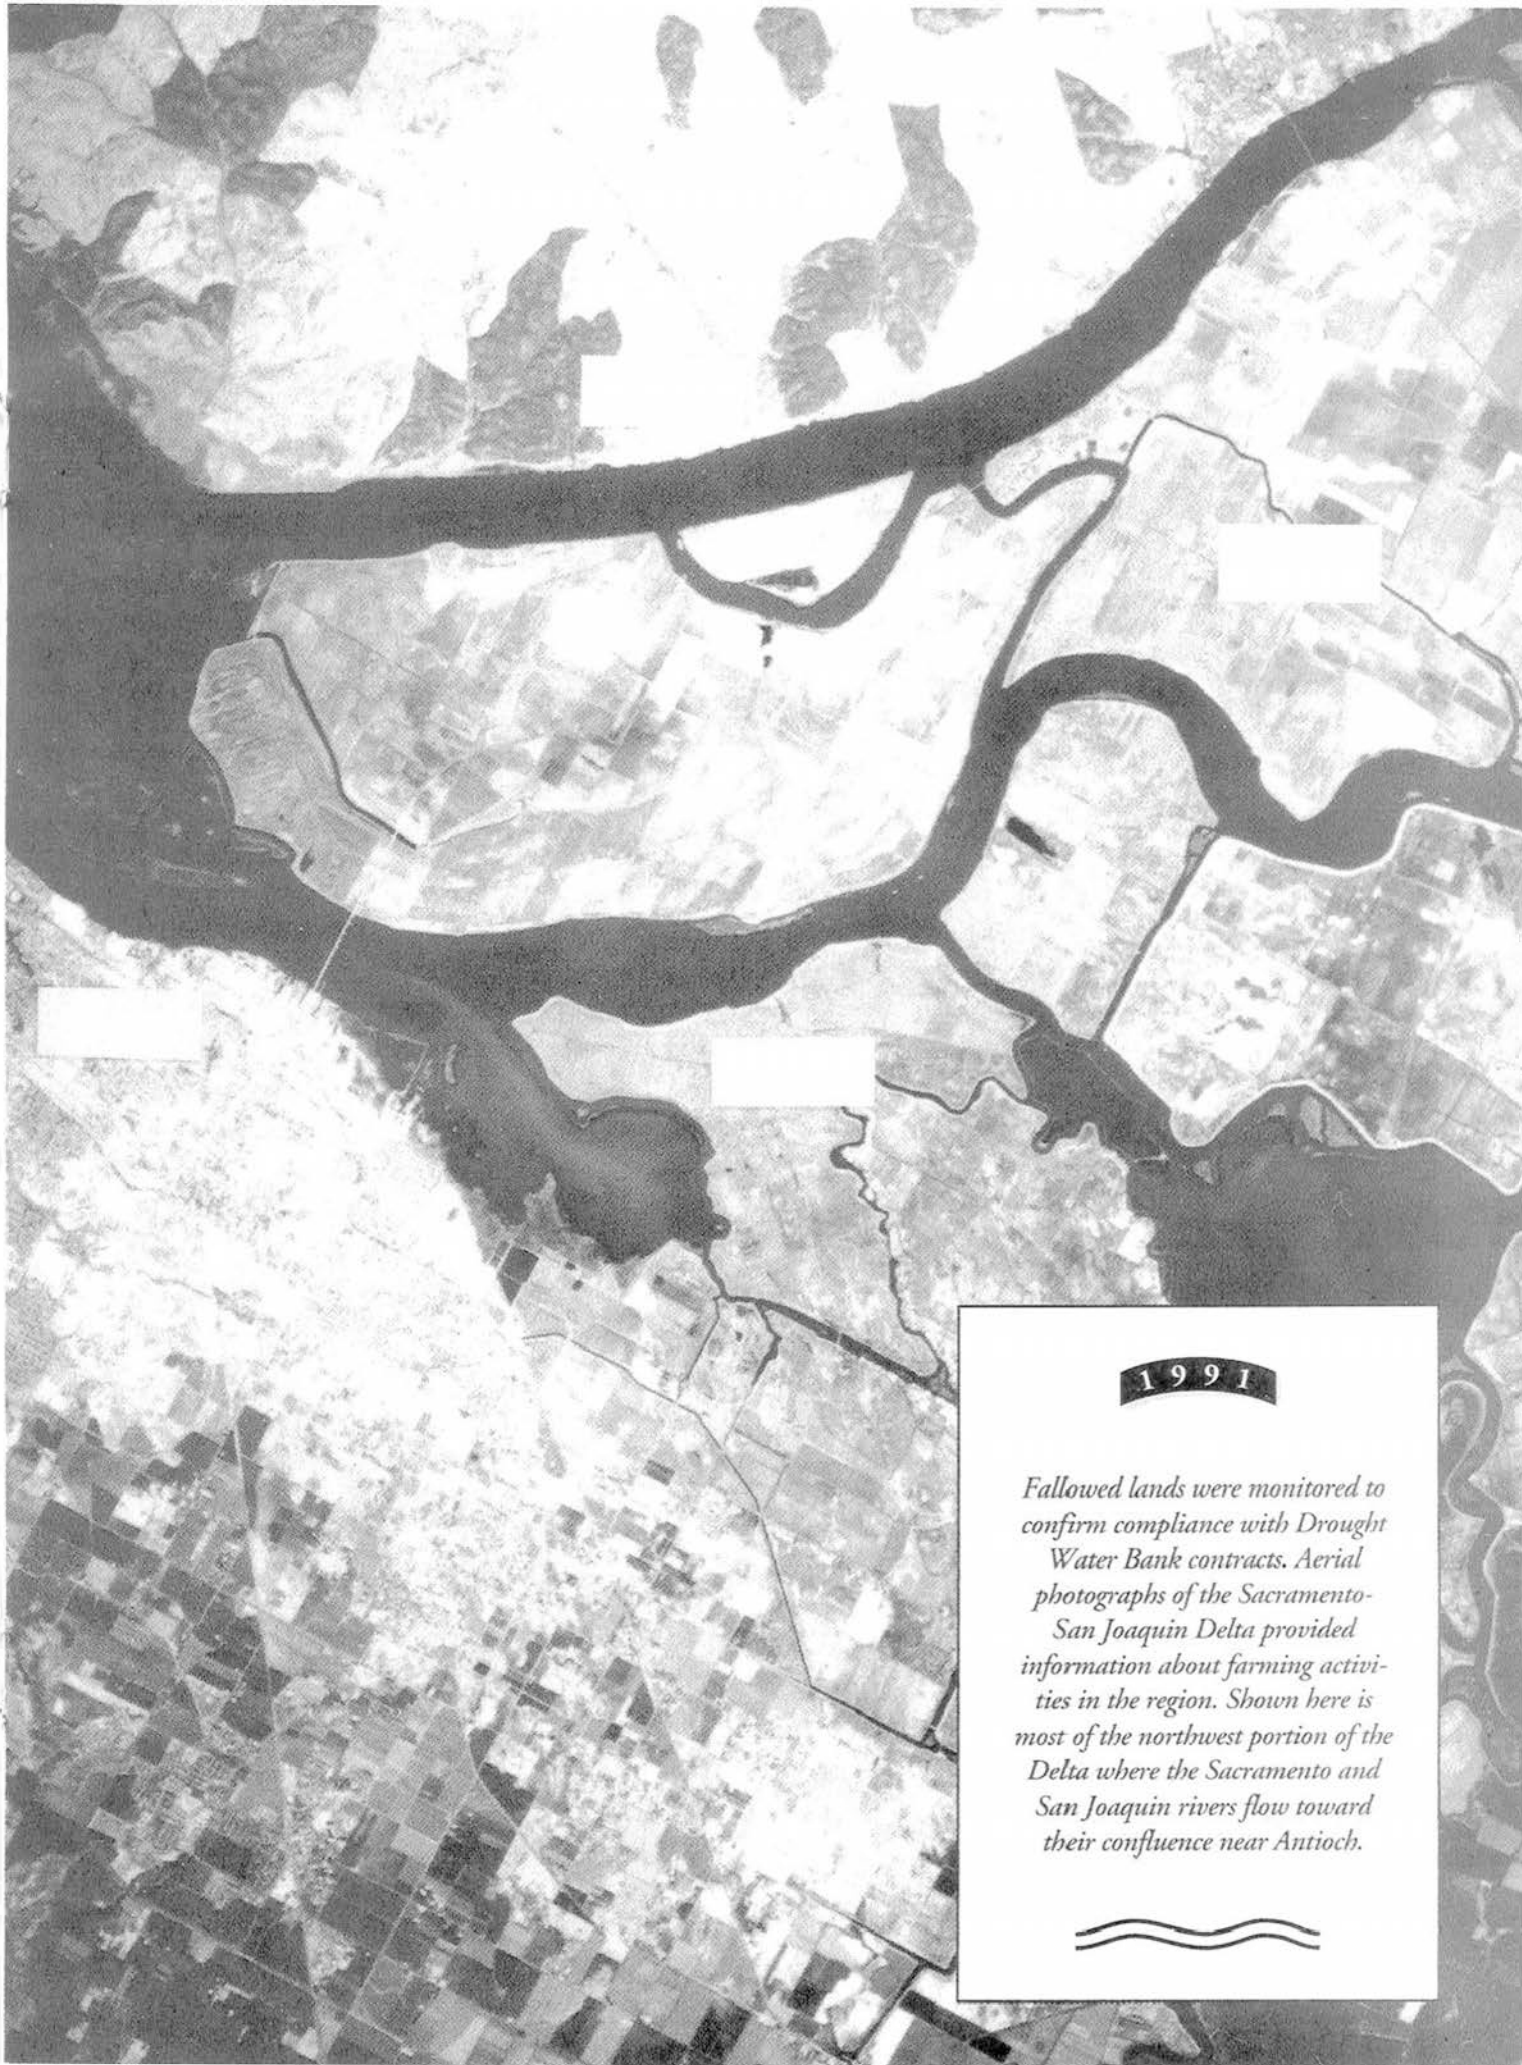 1991
Fallowed lands were monitored to
confirm compliance with Drought
Water Bank contracts. Aerial
photographs of the Sacramento-
San Joaquin Delta provided
information about farming activi-
ties in the region. Shown here is
most of the northwest portion of the
Delta where the Sacramento and
San Joaquin rivers flow toward
their confluence near Antioch.